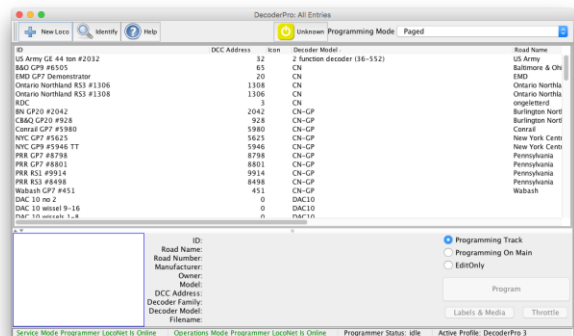 DecoderPro: All Entries
New Loco Identify Help Unknown Programming Mode Paged
ID DCC Address Icon Decoder Model Road Name
US Army GE 44 ton #2032 32 2 function decoder (36-552) US Army
B&O GP9 #6505 65 CN Baltimore & Ohi
EMD GP7 Demonstrator 20 CN EMD
Ontario Northland RS3 #1306 1308 CN Ontario Northla
Ontario Northland RS3 #1308 1306 CN Ontario Northla
RDC 3 CN ongeletterd
BN GP20 #2042 2042 CN-GP Burlington Nort
CB&Q GP20 #928 928 CN-GP Burlington Nort
Conrail GP7 #5980 5980 CN-GP Conrail
NYC GP7 #5625 5625 CN-GP New York Centr
NYC GP9 #5946 TT 5946 CN-GP New York Centr
PRR GP7 #8798 8798 CN-GP Pennsylvania
PRR GP7 #8801 8801 CN-GP Pennsylvania
PRR RS1 #9914 9914 CN-GP Pennsylvania
PRR RS3 #8498 8498 CN-GP Pennsylvania
Wabash GP7 #451 451 CN-GP Wabash
DAC 10 no 2 0 DAC10
DAC 10 wissel 9-16 0 DAC10
DAC 10 wissels 1-8 0 DAC10
ID:
Road Name:
Road Number:
Manufacturer:
Owner:
Model:
DCC Address:
Decoder Family:
Decoder Model:
Filename:
Programming Track
Programming On Main
EditOnly
Program
Labels & Media Throttle
Service Mode Programmer LocoNet Is Online Operations Mode Programmer LocoNet Is Online Programmer Status: idle Active Profile: DecoderPro 3